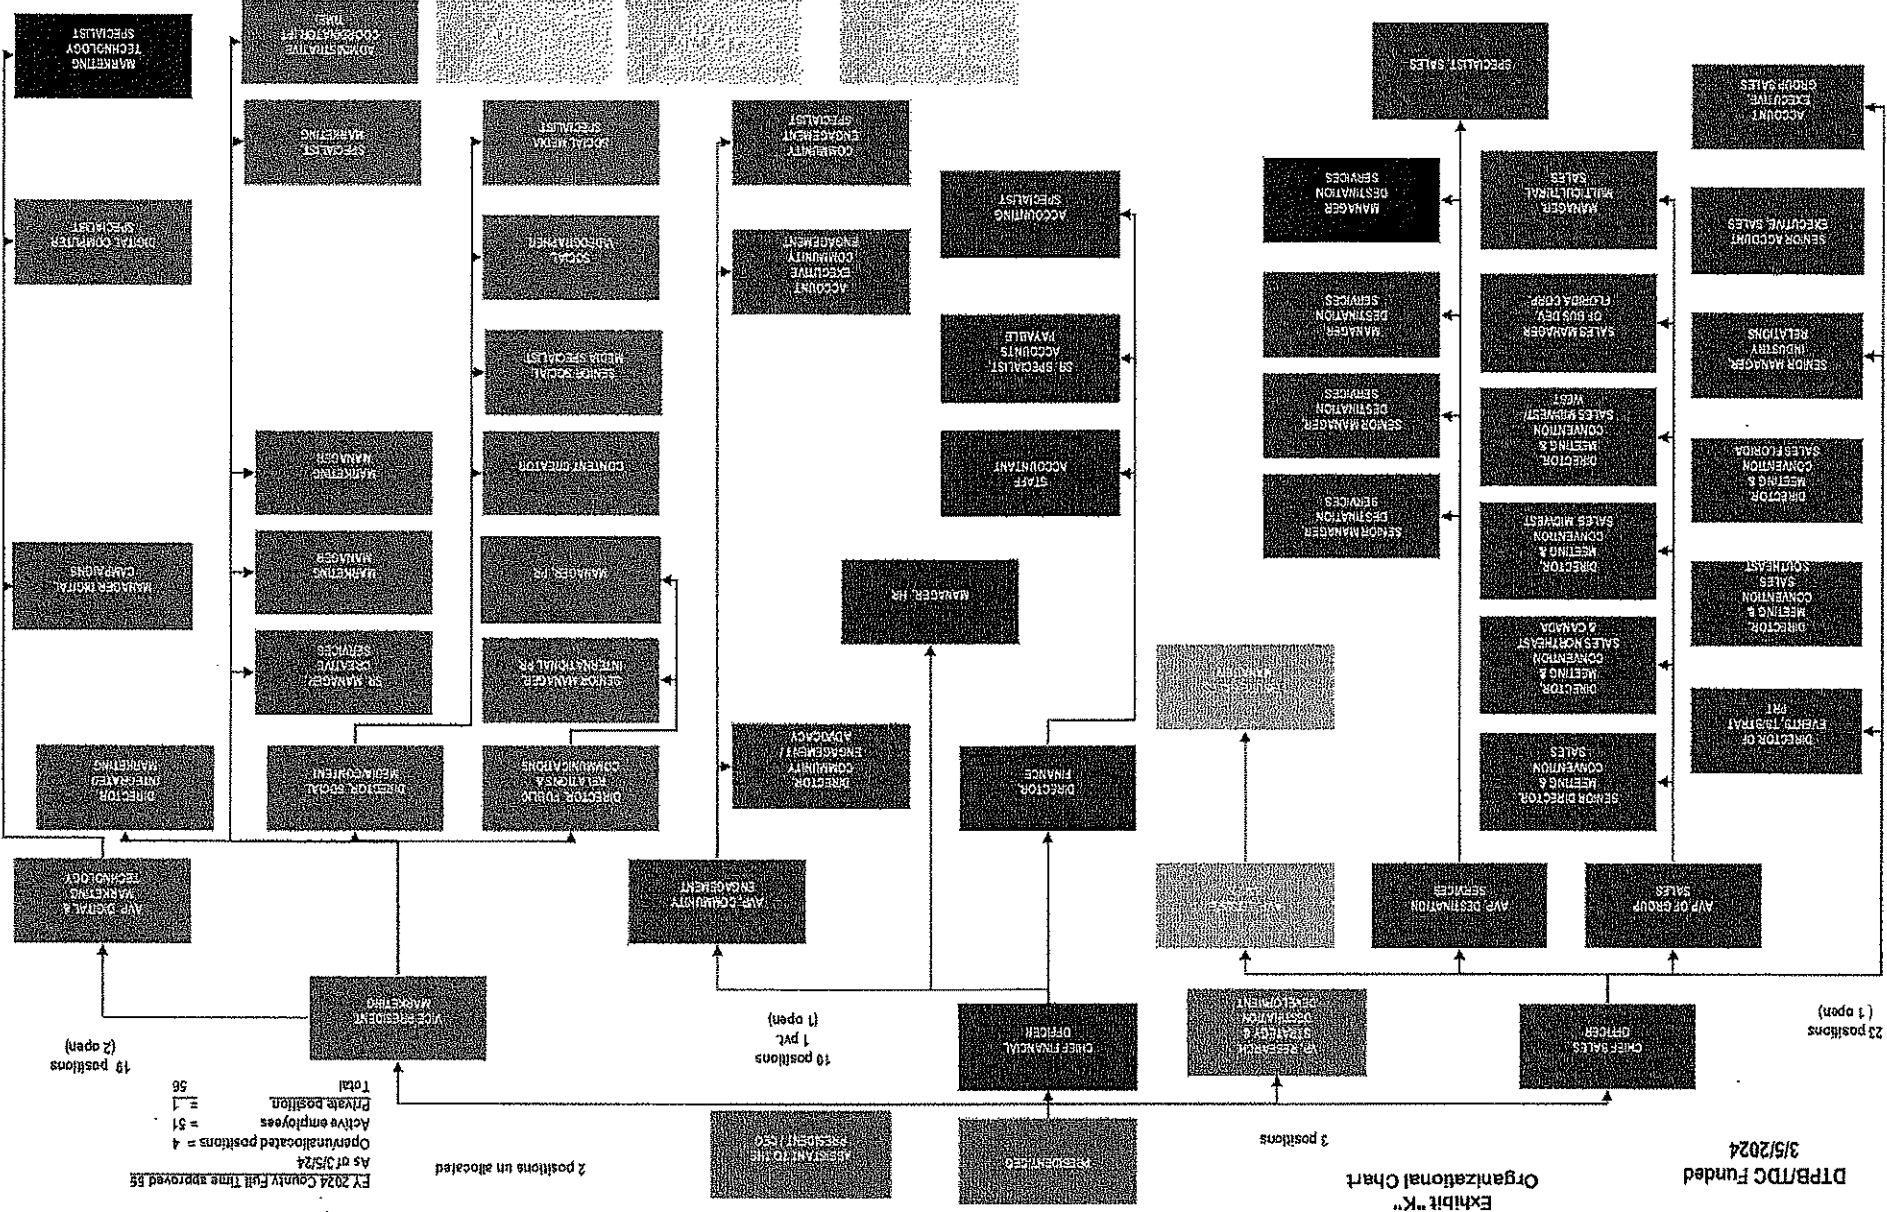 DTPB/TDC Funded
3/5/2024
Exhibit "K"
Organizational Chart
3 positions
PRESIDENT/CEO
ASSISTANT TO THE
PRESIDENT / CEO
2 positions un allocated
FY 2024 County Full Time approved 55
As of 3/5/24
Open/unallocated positions = 4
Active employees = 51
Private position = 1
Total 56
23 positions
( 1 open)
CHIEF SALES
OFFICER
VP, RESEARCH
STRATEGY &
DESTINATION
DEVELOPMENT
CHIEF FINANCIAL
OFFICER
10 positions
1 pvt.
(1 open)
VICE PRESIDENT
MARKETING
19 positions
(2 open)
AVP OF GROUP
SALES
AVP, DESTINATION
SERVICES
AVP, COMMUNITY
ENGAGEMENT
AVP, DIGITAL &
MARKETING
TECHNOLOGY
DIRECTOR OF
EVENTS, TS/STRAT
PRT
DIRECTOR,
MEETING &
CONVENTION
SALES
SOUTHEAST
DIRECTOR,
MEETING &
CONVENTION
SALES FLORIDA
SENIOR MANAGER,
INDUSTRY
RELATIONS
SENIOR ACCOUNT
EXECUTIVE SALES
ACCOUNT
EXECUTIVE,
GROUP SALES
SENIOR DIRECTOR,
MEETING &
CONVENTION
SALES
DIRECTOR,
MEETING &
CONVENTION
SALES NORTHEAST
& CANADA
DIRECTOR,
MEETING &
CONVENTION
SALES MIDWEST
DIRECTOR,
MEETING &
CONVENTION
SALES MIDWEST/
WEST
SALES MANAGER
OF BUS DEV.
FLORIDA CORP
MANAGER,
MULTICULTURAL
SALES
SENIOR MANAGER
DESTINATION
SERVICES
SENIOR MANAGER,
DESTINATION
SERVICES
MANAGER
DESTINATION
SERVICES
MANAGER
DESTINATION
SERVICES
SPECIALIST SALES
DIRECTOR,
FINANCE
MANAGER, HR
STAFF
ACCOUNTANT
SR. SPECIALIST,
ACCOUNTS
PAYABLE
ACCOUNTING
SPECIALIST
DIRECTOR,
COMMUNITY
ENGAGEMENT/
ADVOCACY
ACCOUNT
EXECUTIVE
COMMUNITY
ENGAGEMENT
COMMUNITY
ENGAGEMENT
SPECIALIST
DIRECTOR, PUBLIC
RELATIONS &
COMMUNICATIONS
SENIOR MANAGER,
INTERNATIONAL PR
MANAGER, PR
DIRECTOR, SOCIAL
MEDIA/CONTENT
CONTENT CREATOR
SENIOR SOCIAL
MEDIA SPECIALIST
SOCIAL
VIDEOGRAPHER
SOCIAL MEDIA
SPECIALIST
DIRECTOR
INTEGRATED
MARKETING
SR. MANAGER,
CREATIVE
SERVICES
MARKETING
MANAGER
MARKETING
MANAGER
SPECIALIST,
MARKETING
ADMINISTRATIVE
COORDINATOR (PT
TIME)
MANAGER DIGITAL
CAMPAIGNS
DIGITAL COMPUTER
SPECIALIST
MARKETING
TECHNOLOGY
SPECIALIST